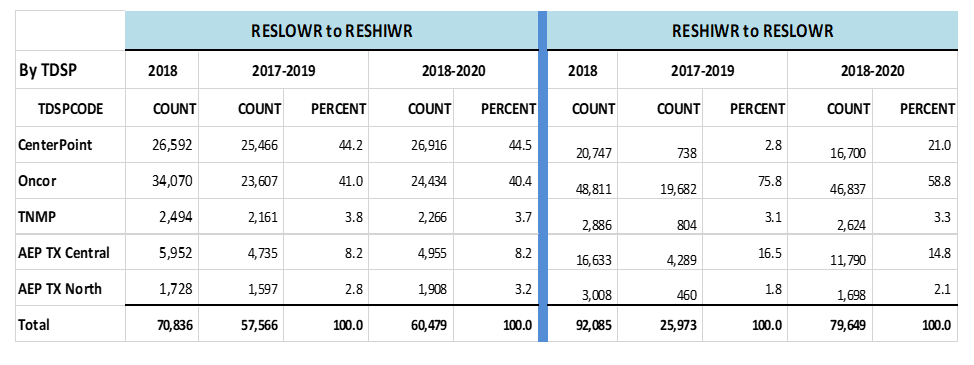 RESLOWR to RESHIWR RESHIWR to RESLOWR
By TDSP 2018 2017-2019 2018-2020 2018 2017-2019 2018-2020
TDSPCODE COUNT COUNT PERCENT COUNT PERCENT COUNT COUNT PERCENT COUNT PERCENT
CenterPoint 26,592 25,466 44.2 26,916 44.5 20,747 738 2.8 16,700 21.0
Oncor 34,070 23,607 41.0 24,434 40.4 48,811 19,682 75.8 46,837 58.8
TNMP 2,494 2,161 3.8 2,266 3.7 2,886 804 3.1 2,624 3.3
AEP TX Central 5,952 4,735 8.2 4,955 8.2 16,633 4,289 16.5 11,790 14.8
AEP TX North 1,728 1,597 2.8 1,908 3.2 3,008 460 1.8 1,698 2.1
Total 70,836 57,566 100.0 60,479 100.0 92,085 25,973 100.0 79,649 100.0